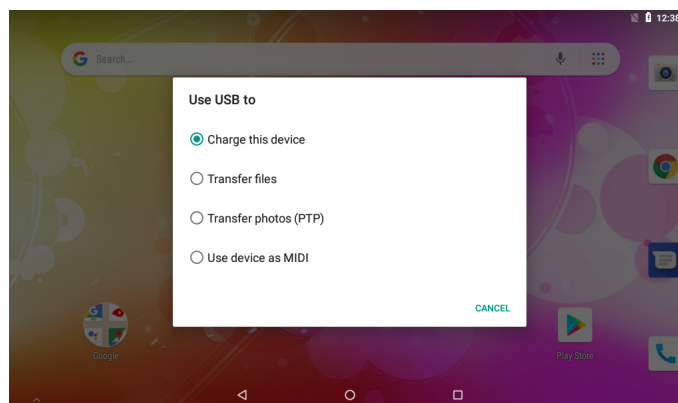 12:38
Search...
Use USB to
Charge this device
Transfer files
Transfer photos (PTP)
Use device as MIDI
CANCEL
Google
Play Store